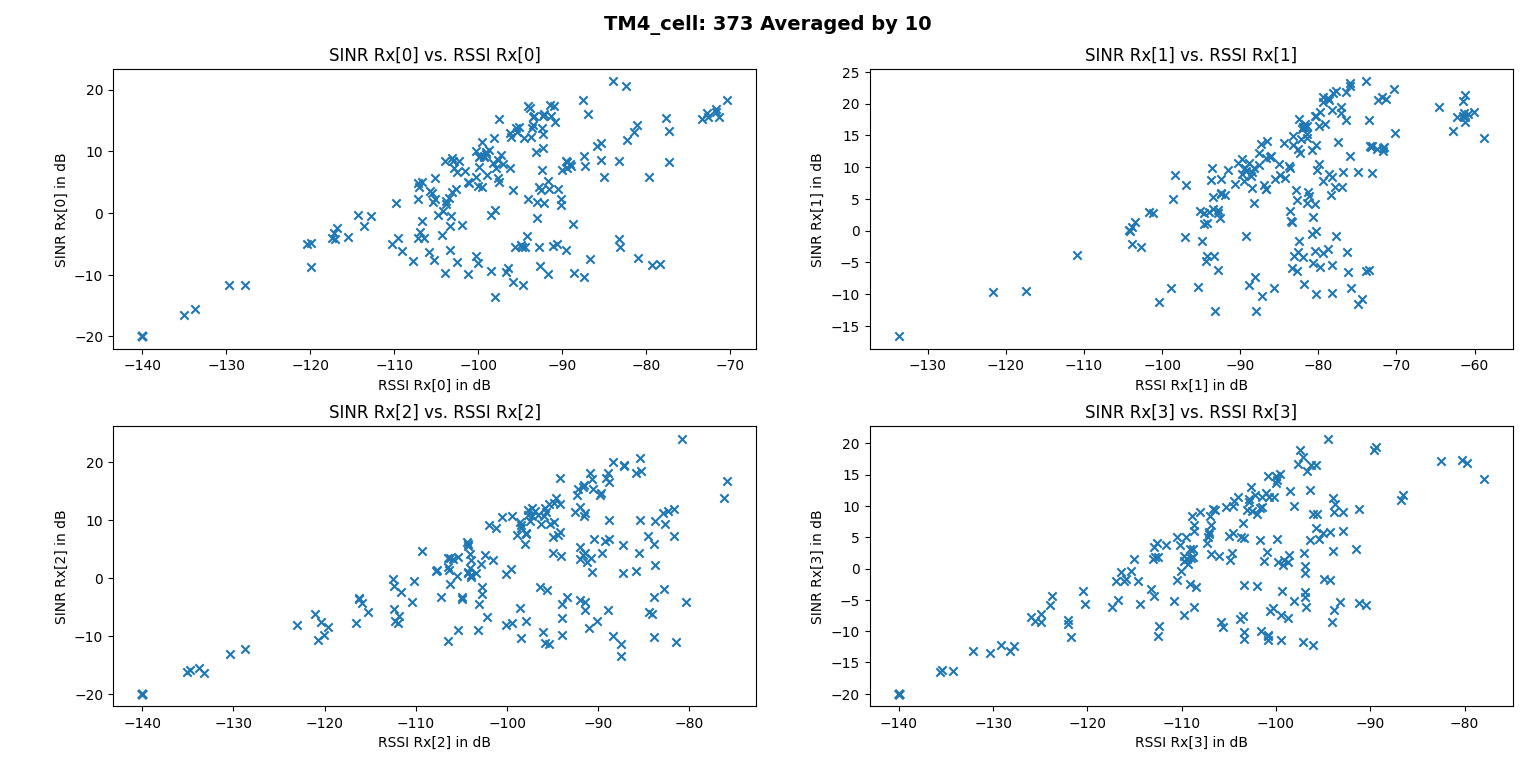 TM4_cell: 373 Averaged by 10
SINR Rx[0] vs. RSSI Rx[0]
SINR Rx[0] in dB
20
10
0
−10
−20
−140 −130 −120 −110 −100 −90 −80 −70
RSSI Rx[0] in dB
SINR Rx[1] vs. RSSI Rx[1]
SINR Rx[1] in dB
25
20
15
10
5
0
−5
−10
−15
−130 −120 −110 −100 −90 −80 −70 −60
RSSI Rx[1] in dB
SINR Rx[2] vs. RSSI Rx[2]
SINR Rx[2] in dB
20
10
0
−10
−20
−140 −130 −120 −110 −100 −90 −80
RSSI Rx[2] in dB
SINR Rx[3] vs. RSSI Rx[3]
SINR Rx[3] in dB
20
15
10
5
0
−5
−10
−15
−20
−140 −130 −120 −110 −100 −90 −80
RSSI Rx[3] in dB